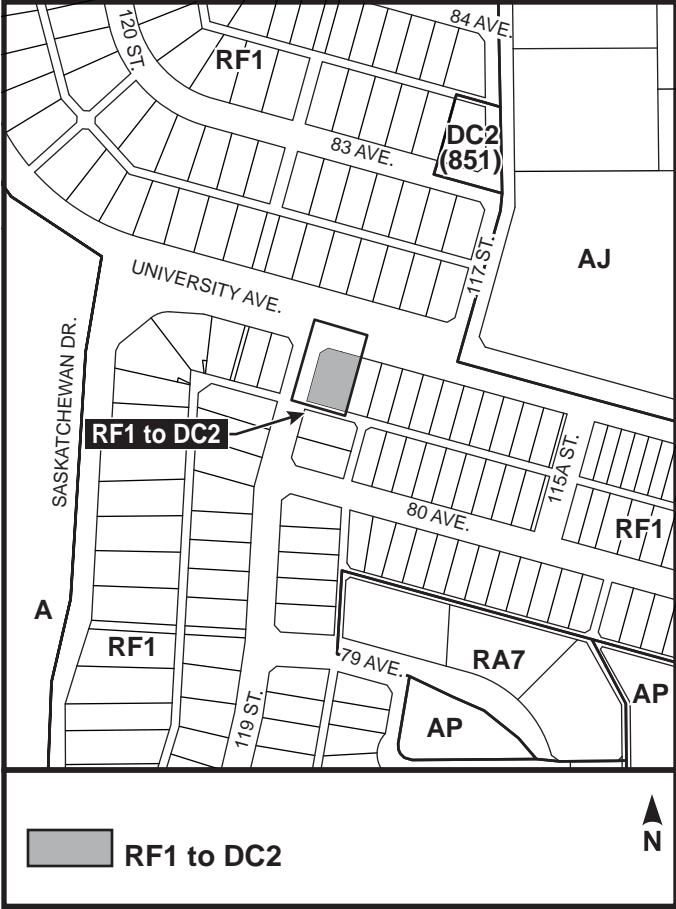 84 AVE.
120 ST.
RF1
DC2
(851)
83 AVE.
117 ST.
AJ
UNIVERSITY AVE.
SASKATCHEWAN DR.
RF1 to DC2
115A ST.
80 AVE.
RF1
A
RF1
79 AVE.
RA7
AP
119 ST.
AP
RF1 to DC2
N